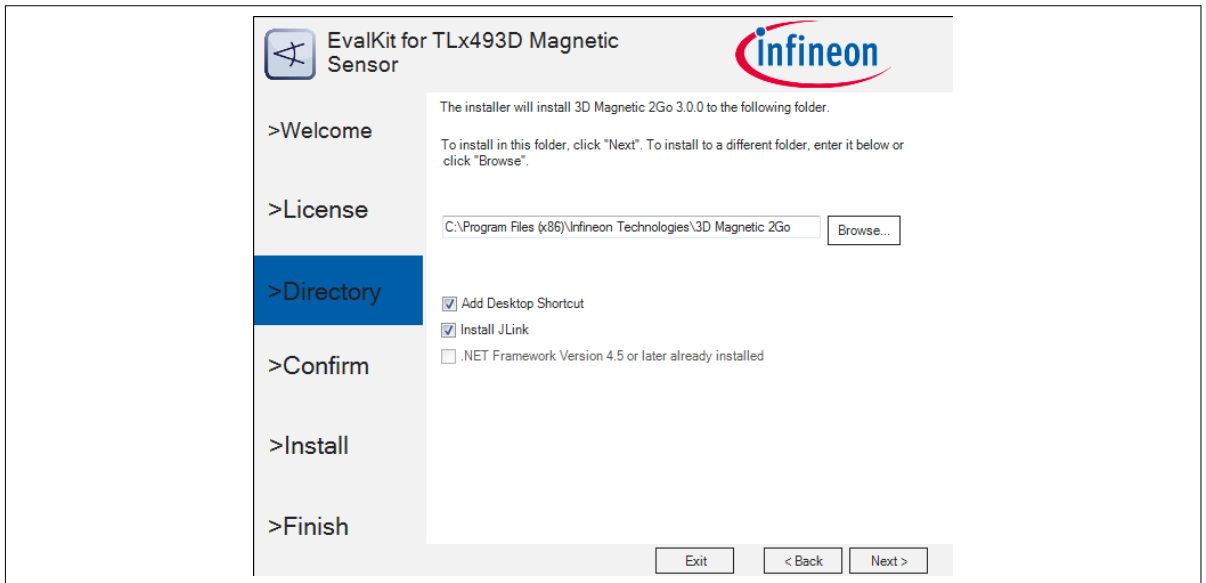 EvalKit for TLx493D Magnetic
Sensor
infineon
>Welcome
>License
>Directory
>Confirm
>Install
>Finish
The installer will install 3D Magnetic 2Go 3.0.0 to the following folder.
To install in this folder, click "Next". To install to a different folder, enter it below or
click "Browse".
C:\Program Files (x86)\Infineon Technologies\3D Magnetic 2Go
Browse...
Add Desktop Shortcut
Install JLink
.NET Framework Version 4.5 or later already installed
Exit
< Back
Next >